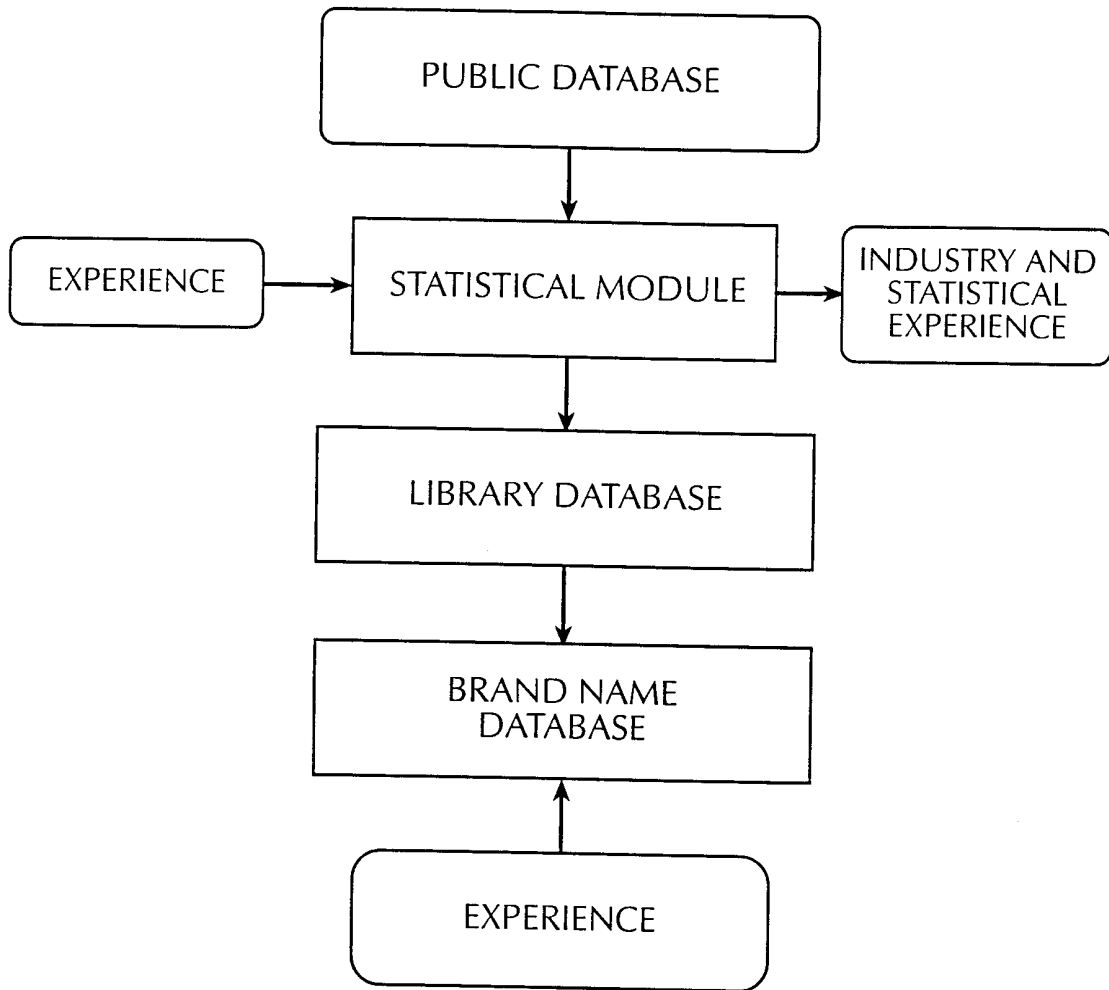 PUBLIC DATABASE
EXPERIENCE
STATISTICAL MODULE
INDUSTRY AND
STATISTICAL
EXPERIENCE
LIBRARY DATABASE
BRAND NAME
DATABASE
EXPERIENCE